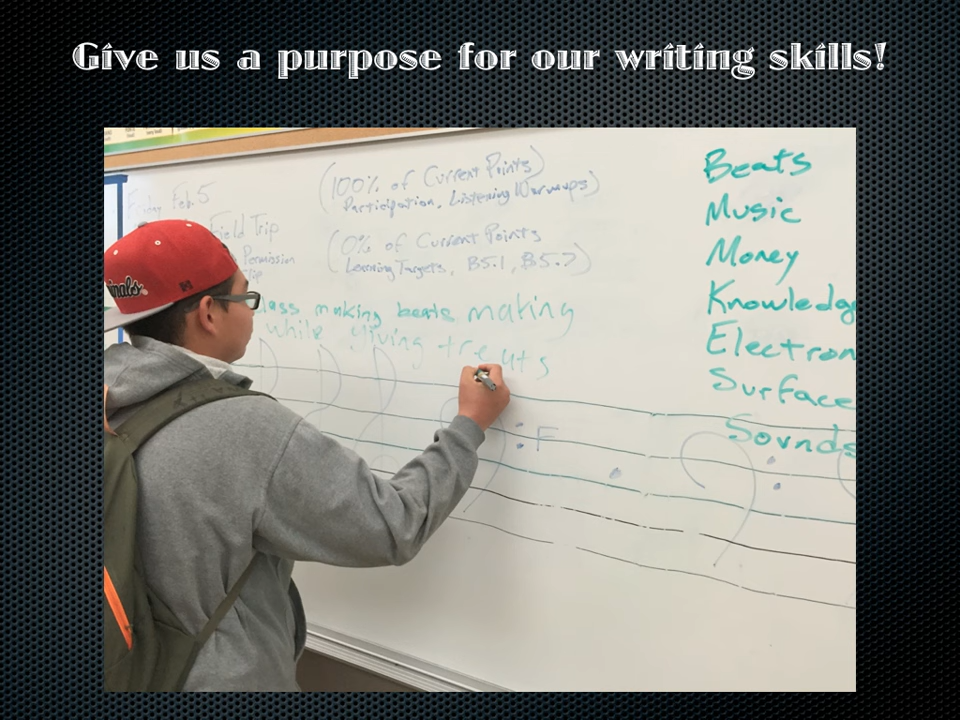 Give us a purpose for our writing skills!
Friday Feb. 5
Field Trip
Permission
(100% of Current Points)
Participation, Listening Warmups)
(0% of Current Points
Learning Targets, B5.1, B5.2)
making beats making
while giving treats
: F
Beats
Music
Money
Knowledg
Electron
Surface
Sounds